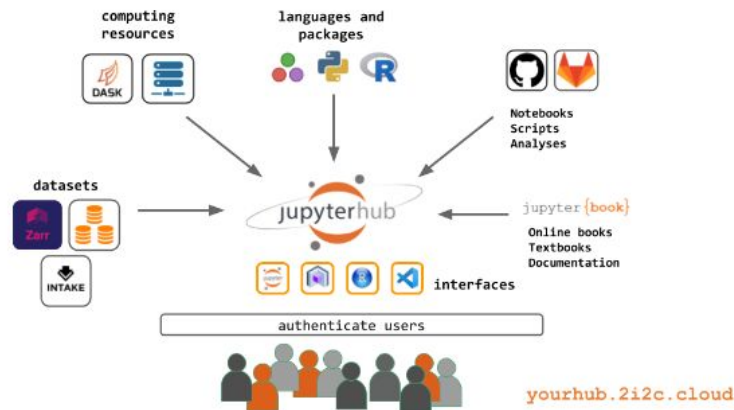 computing
resources
languages and
packages
DASK
R
Notebooks
Scripts
Analyses
datasets
Zarr
INTAKE
jupyterhub
jupyter {book}
Online books
Textbooks
Documentation
jupyter
R
interfaces
authenticate users
yourhub.2i2c.cloud